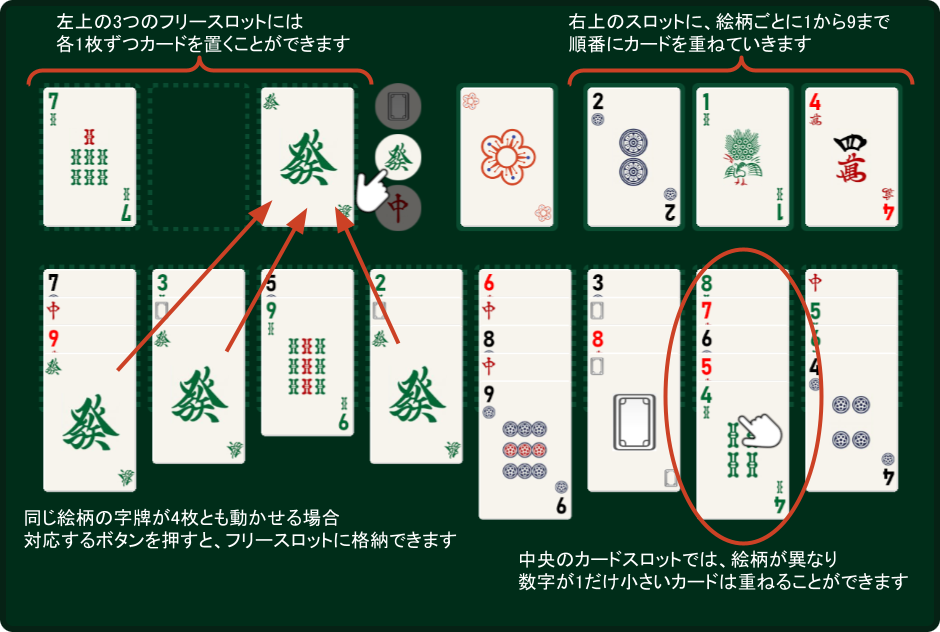 左上の3つのフリースロットには
各1枚ずつカードを置くことができます
右上のスロットに、絵柄ごとに1から9まで
順番にカードを重ねていきます
7
7
發
發
中
2
2
1
1
4
四
萬
4
7
中
9
發
3
發
5
9
9
2
發
6
中
8
中
9
9
3
8
8
7
6
5
4
4
中
5
6
4
4
同じ絵柄の字牌が4枚とも動かせる場合
対応するボタンを押すと、フリースロットに格納できます
中央のカードスロットでは、絵柄が異なり
数字が1だけ小さいカードは重ねることができます